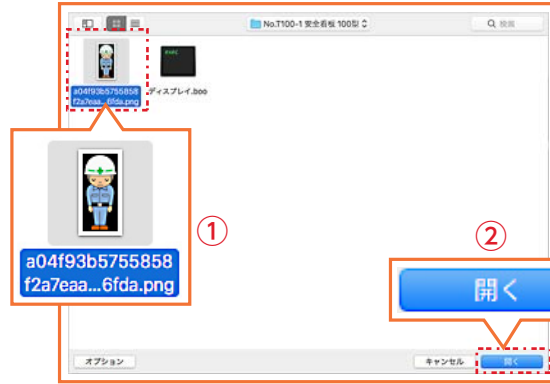 No.T100-1 安全看板 100型
検索
a04f93b5755858
f2a7eaa...6fda.png
ディスプレイ.boo
a04f93b5755858
f2a7eaa...6fda.png
①
②
開く
オプション
キャンセル
開く